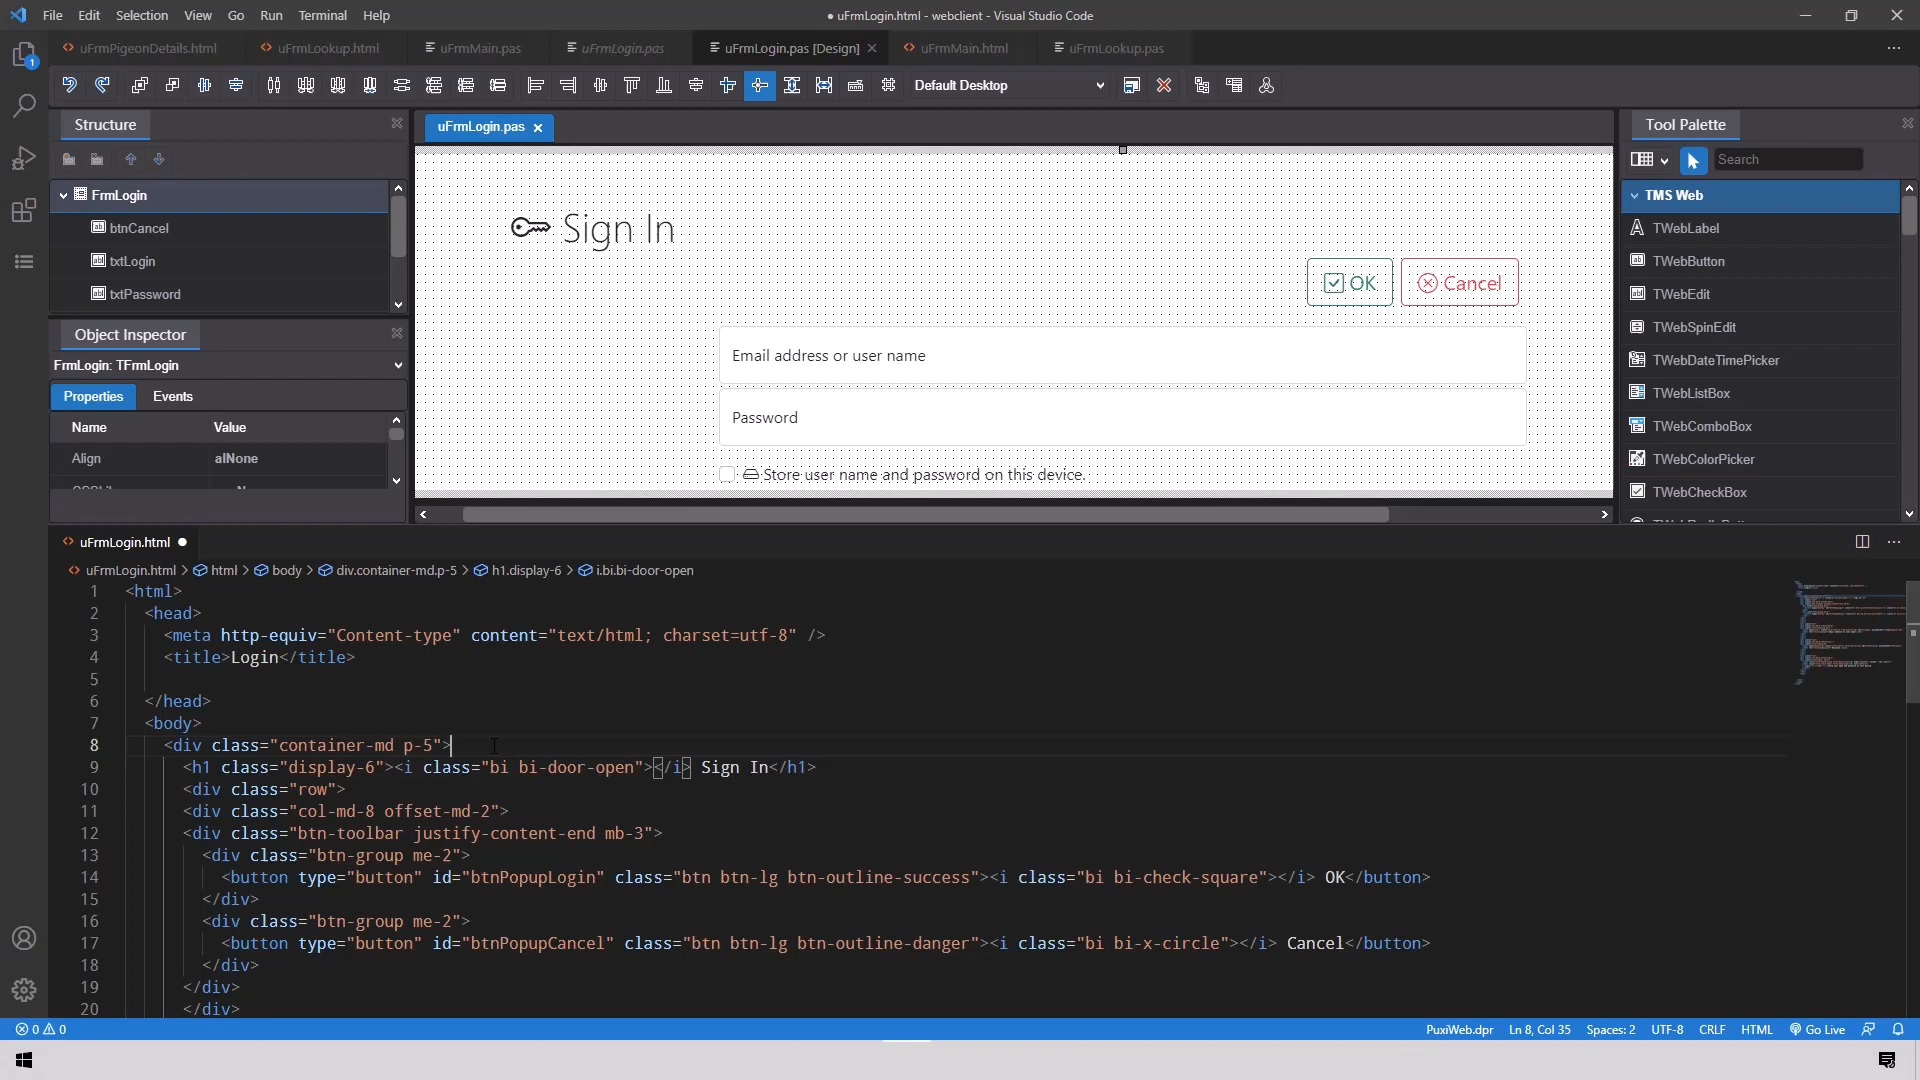 File Edit Selection View Go Run Terminal Help
● uFrmLogin.html - webclient - Visual Studio Code
uFrmPigeonDetails.html uFrmLookup.html uFrmMain.pas uFrmLogin.pas uFrmLogin.pas [Design] uFrmMain.html uFrmLookup.pas
1
Default Desktop
Structure
FrmLogin
btnCancel
txtLogin
txtPassword
Object Inspector
FrmLogin: TFrmLogin
Properties Events
Name Value
Align alNone
uFrmLogin.pas
Sign In
OK Cancel
Email address or user name
Password
Store user name and password on this device.
Tool Palette
Search
TMS Web
TWebLabel
TWebButton
TWebEdit
TWebSpinEdit
TWebDateTimePicker
TWebListBox
TWebComboBox
TWebColorPicker
TWebCheckBox
uFrmLogin.html ●
uFrmLogin.html > html > body > div.container-md.p-5 > h1.display-6 > i.bi.bi-door-open
1 <html>
2 <head>
3 <meta http-equiv="Content-type" content="text/html; charset=utf-8" />
4 <title>Login</title>
5
6 </head>
7 <body>
8 <div class="container-md p-5">
9 <h1 class="display-6"><i class="bi bi-door-open"></i> Sign In</h1>
10 <div class="row">
11 <div class="col-md-8 offset-md-2">
12 <div class="btn-toolbar justify-content-end mb-3">
13 <div class="btn-group me-2">
14 <button type="button" id="btnPopupLogin" class="btn btn-lg btn-outline-success"><i class="bi bi-check-square"></i> OK</button>
15 </div>
16 <div class="btn-group me-2">
17 <button type="button" id="btnPopupCancel" class="btn btn-lg btn-outline-danger"><i class="bi bi-x-circle"></i> Cancel</button>
18 </div>
19 </div>
20 </div>
0 0
PuxiWeb.dpr Ln 8, Col 35 Spaces: 2 UTF-8 CRLF HTML Go Live